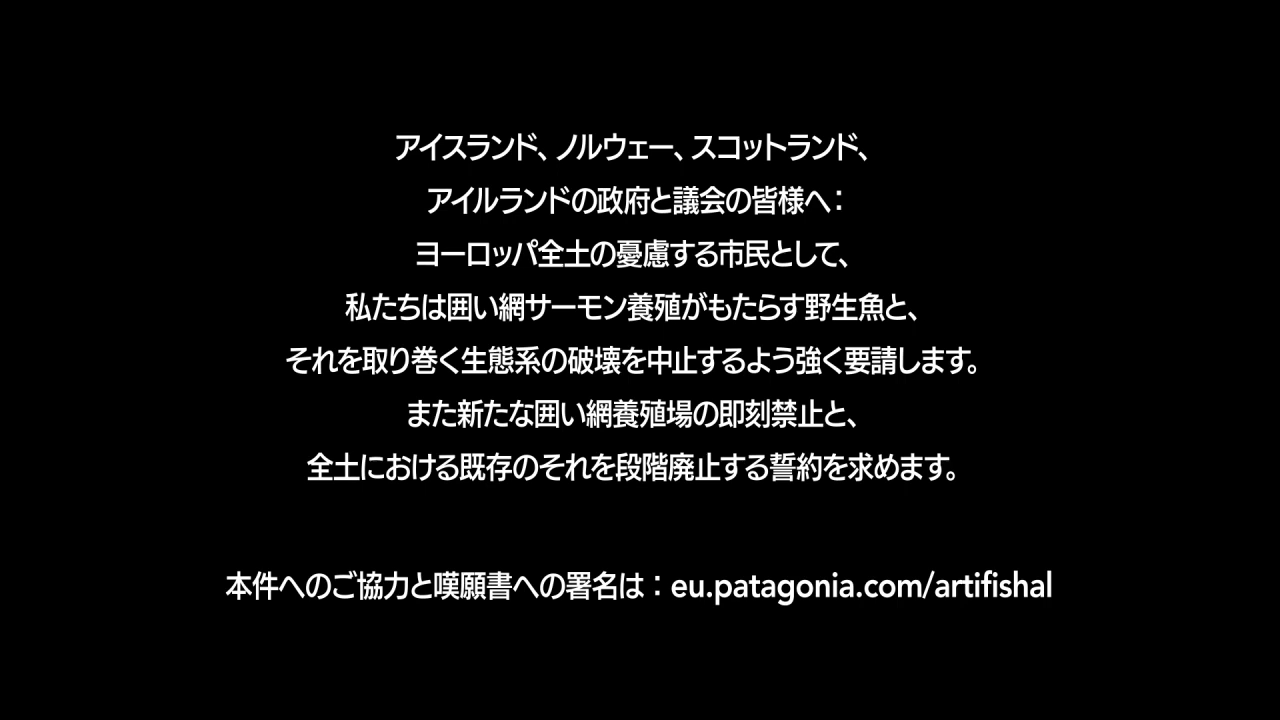 アイスランド、ノルウェー、スコットランド、
アイルランドの政府と議会の皆様へ：
ヨーロッパ全土の憂慮する市民として、
私たちは囲い網サーモン養殖がもたらす野生魚と、
それを取り巻く生態系の破壊を中止するよう強く要請します。
また新たな囲い網養殖場の即刻禁止と、
全土における既存のそれを段階廃止する誓約を求めます。
本件へのご協力と嘆願書への署名は：eu.patagonia.com/artifishal